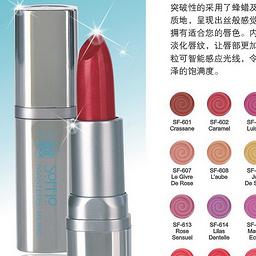 突破性的采用了蜂蜡及
质地，呈现出丝般感觉
拥有适合您的唇色。内
淡化唇纹，让唇部更加
粒可智能感应光线，令
泽的饱满度。
SF-601
Crassane
SF-602
Caramel
SF-607
Le Givre
De Rose
SF-608
L'aube
SF-613
Rose
Sensuel
SF-614
Lilas
Dentelle